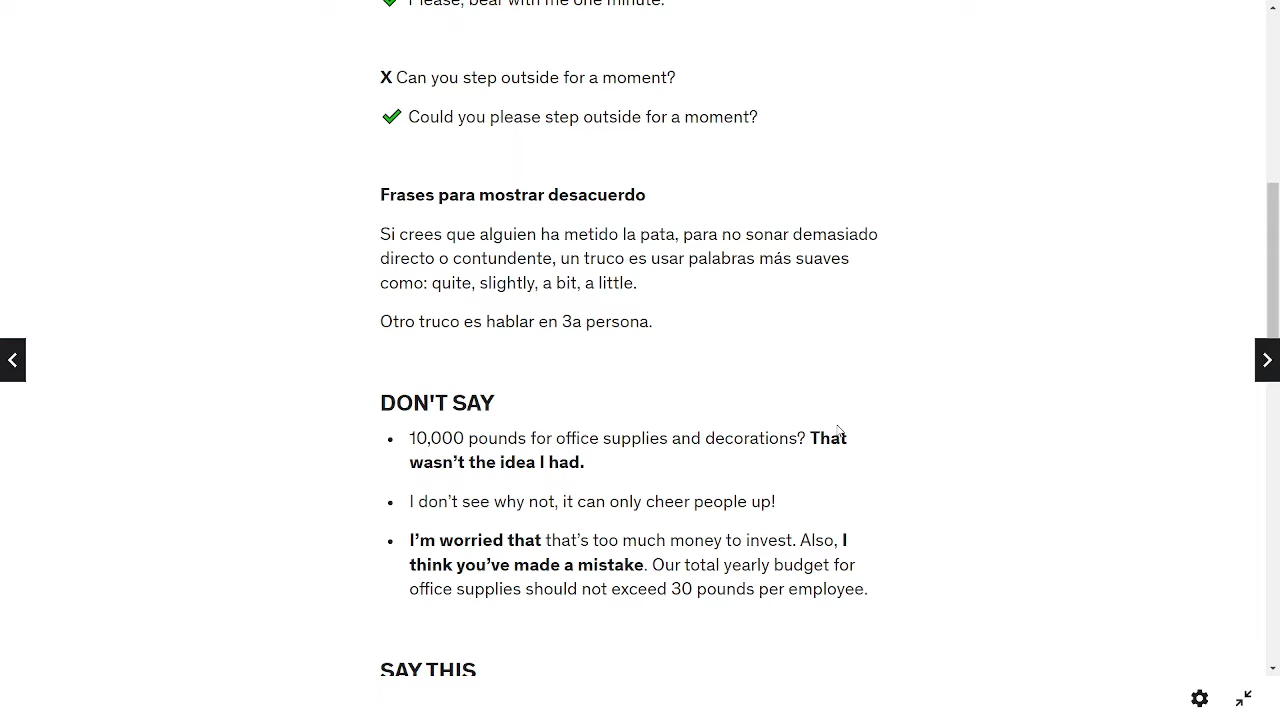 Please, bear with me one minute.
X Can you step outside for a moment?
Could you please step outside for a moment?
Frases para mostrar desacuerdo
Si crees que alguien ha metido la pata, para no sonar demasiado
directo o contundente, un truco es usar palabras más suaves
como: quite, slightly, a bit, a little.
Otro truco es hablar en 3a persona.
DON'T SAY
• 10,000 pounds for office supplies and decorations? That
wasn’t the idea I had.
• I don’t see why not, it can only cheer people up!
• I’m worried that that’s too much money to invest. Also, I
think you’ve made a mistake. Our total yearly budget for
office supplies should not exceed 30 pounds per employee.
SAY THIS